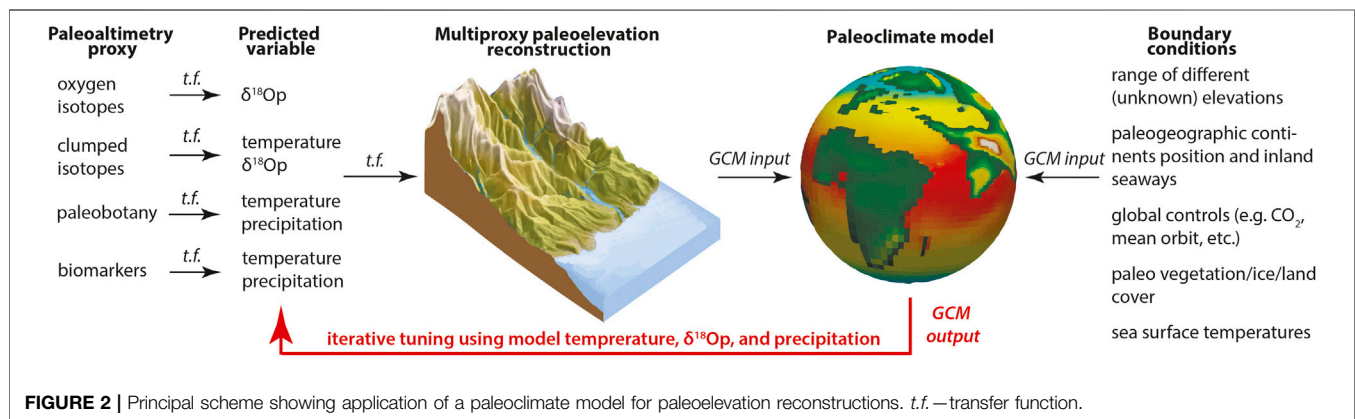 Paleoaltimetry
proxy
oxygen
isotopes
clumped
isotopes
paleobotany
biomarkers
t.f.
t.f.
t.f.
t.f.
Predicted
variable
δ¹⁸Op
temperature
δ¹⁸Op
temperature
precipitation
temperature
precipitation
t.f.
Multiproxy paleoelevation
reconstruction
GCM input
Paleoclimate model
GCM input
Boundary
conditions
range of different
(unknown) elevations
paleogeographic conti-
nents position and inland
seaways
global controls (e.g. CO₂,
mean orbit, etc.)
paleo vegetation/ice/land
cover
sea surface temperatures
GCM
output
iterative tuning using model temprerature, δ¹⁸Op, and precipitation
FIGURE 2 | Principal scheme showing application of a paleoclimate model for paleoelevation reconstructions. t.f.—transfer function.